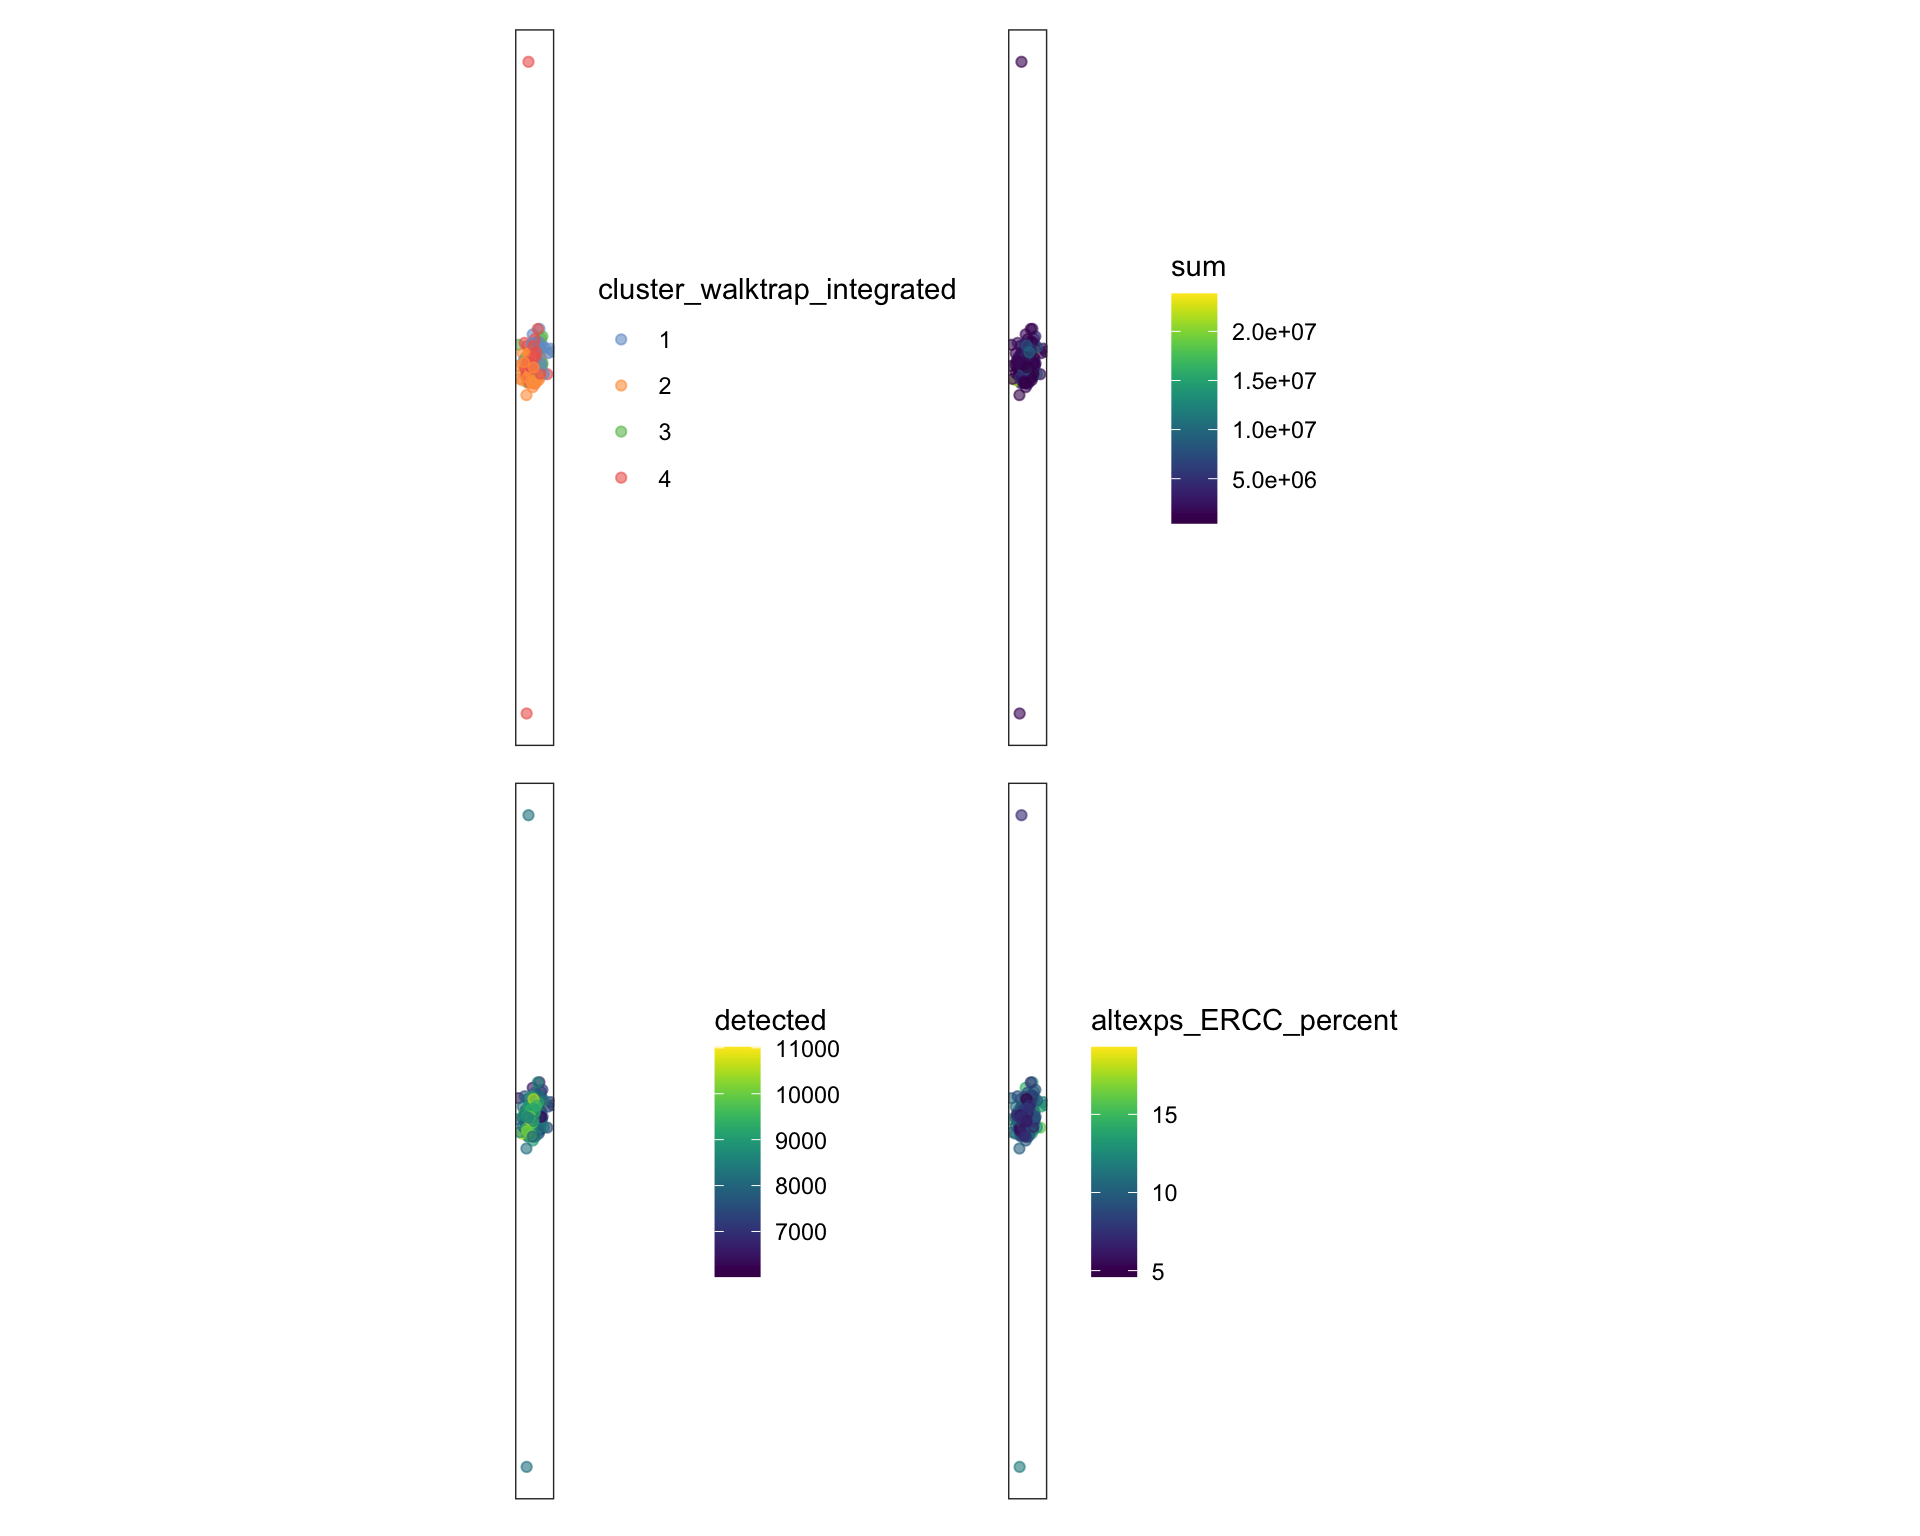 cluster_walktrap_integrated
1
2
3
4
sum
2.0e+07
1.5e+07
1.0e+07
5.0e+06
detected
11000
10000
9000
8000
7000
altexps_ERCC_percent
15
10
5